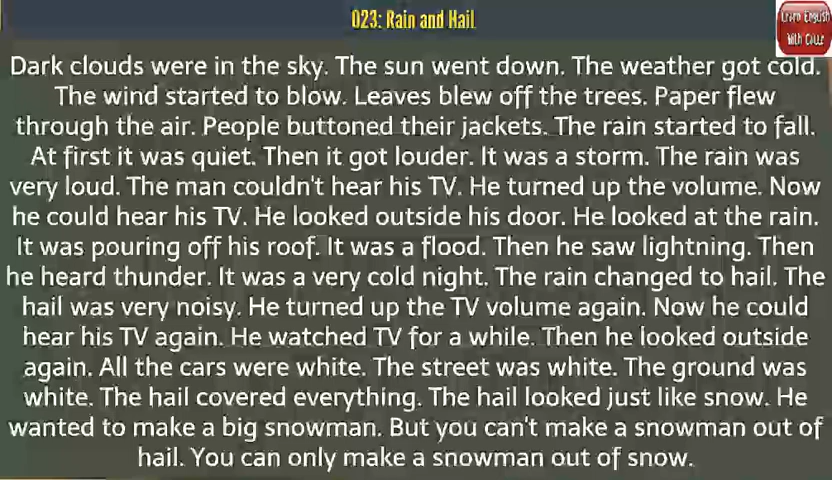 023: Rain and Hail
Learn English
With Cauz
Dark clouds were in the sky. The sun went down. The weather got cold.
The wind started to blow. Leaves blew off the trees. Paper flew
through the air. People buttoned their jackets. The rain started to fall.
At first it was quiet. Then it got louder. It was a storm. The rain was
very loud. The man couldn't hear his TV. He turned up the volume. Now
he could hear his TV. He looked outside his door. He looked at the rain.
It was pouring off his roof. It was a flood. Then he saw lightning. Then
he heard thunder. It was a very cold night. The rain changed to hail. The
hail was very noisy. He turned up the TV volume again. Now he could
hear his TV again. He watched TV for a while. Then he looked outside
again. All the cars were white. The street was white. The ground was
white. The hail covered everything. The hail looked just like snow. He
wanted to make a big snowman. But you can't make a snowman out of
hail. You can only make a snowman out of snow.